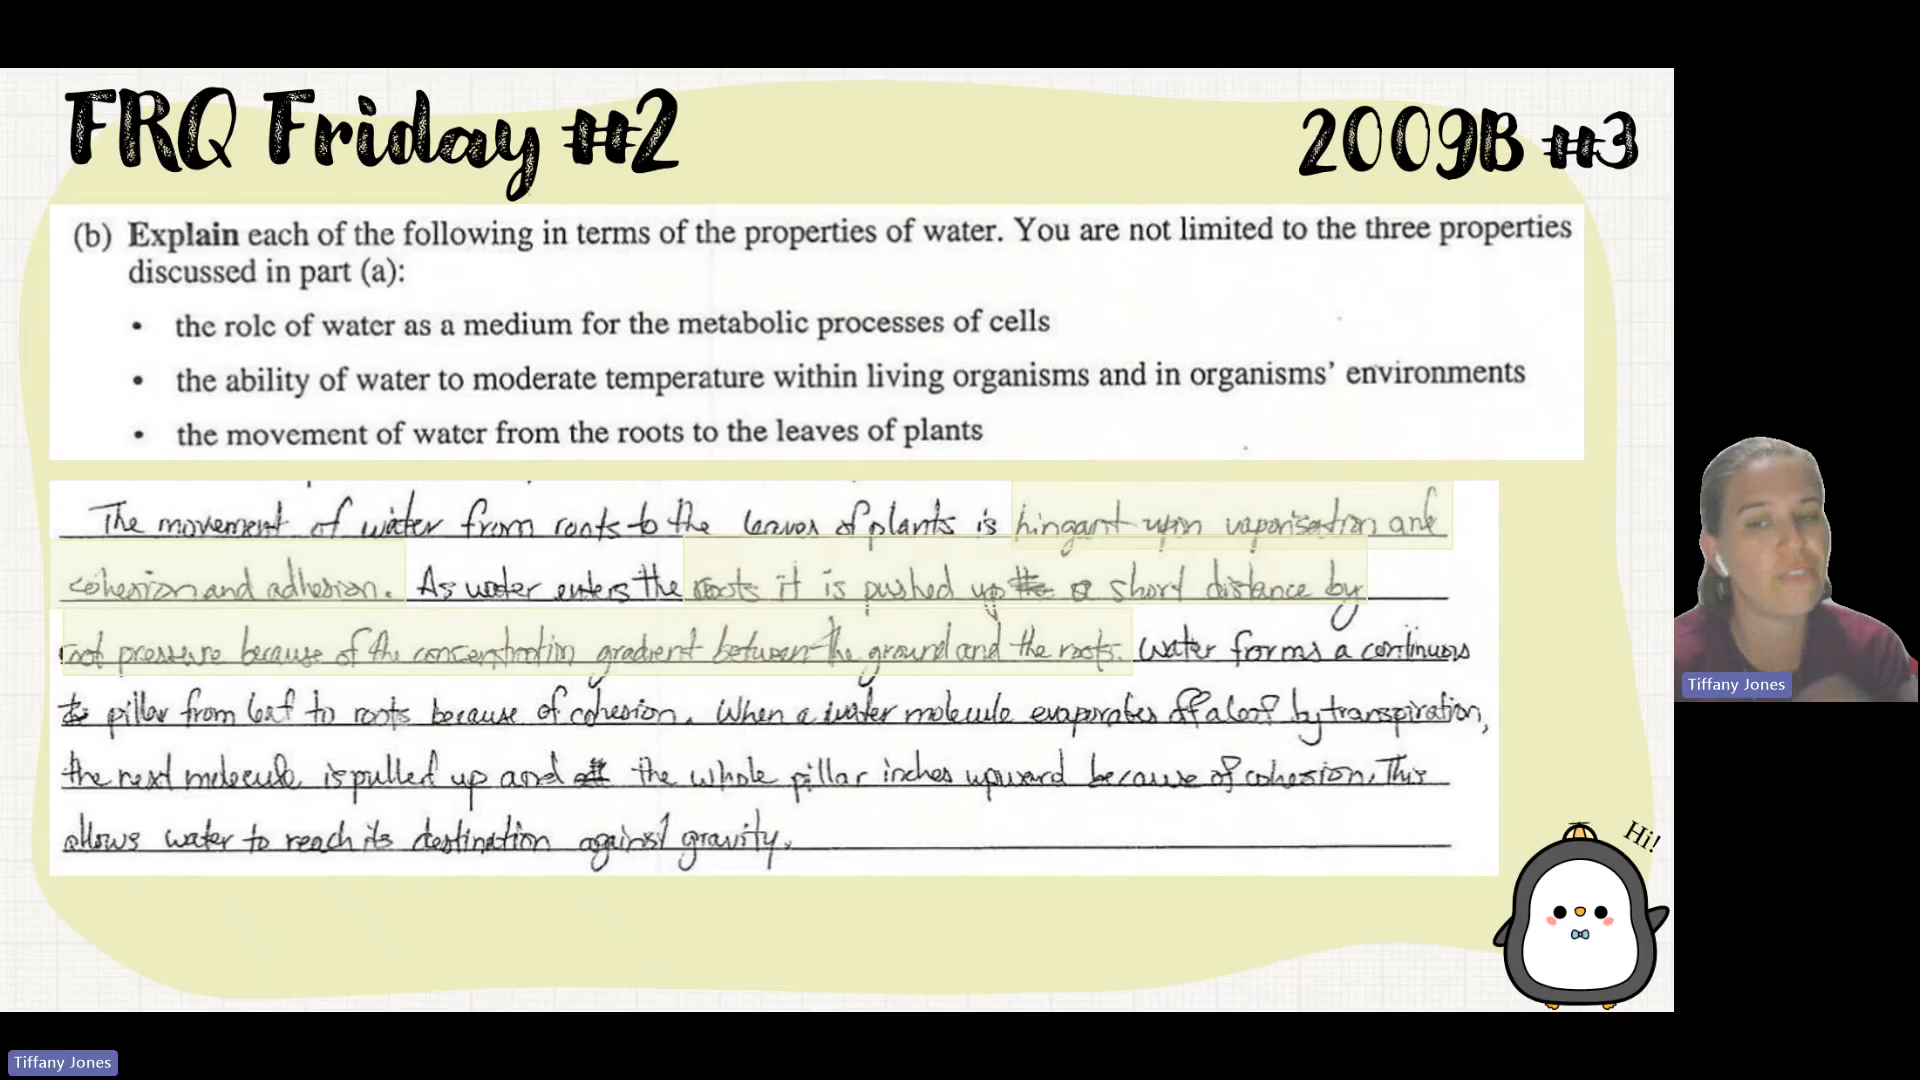 FRQ Friday #2
2009B #3
(b) Explain each of the following in terms of the properties of water. You are not limited to the three properties
discussed in part (a):
• the role of water as a medium for the metabolic processes of cells
• the ability of water to moderate temperature within living organisms and in organisms' environments
• the movement of water from the roots to the leaves of plants
The movement of water from roots to the leaves of plants is hingant upon vaporisation and
cohesion and adhesion. As water enters the roots it is pushed up a short distance by
root pressure because of the concentration gradient between the ground and the roots. Water forms a continuous
pillar from leaf to roots because of cohesion. When a water molecule evaporates off a leaf by transpiration,
the next molecule is pulled up and the whole pillar inches upward because of cohesion. This
allows water to reach its destination against gravity.
Hi!
Tiffany Jones
Tiffany Jones